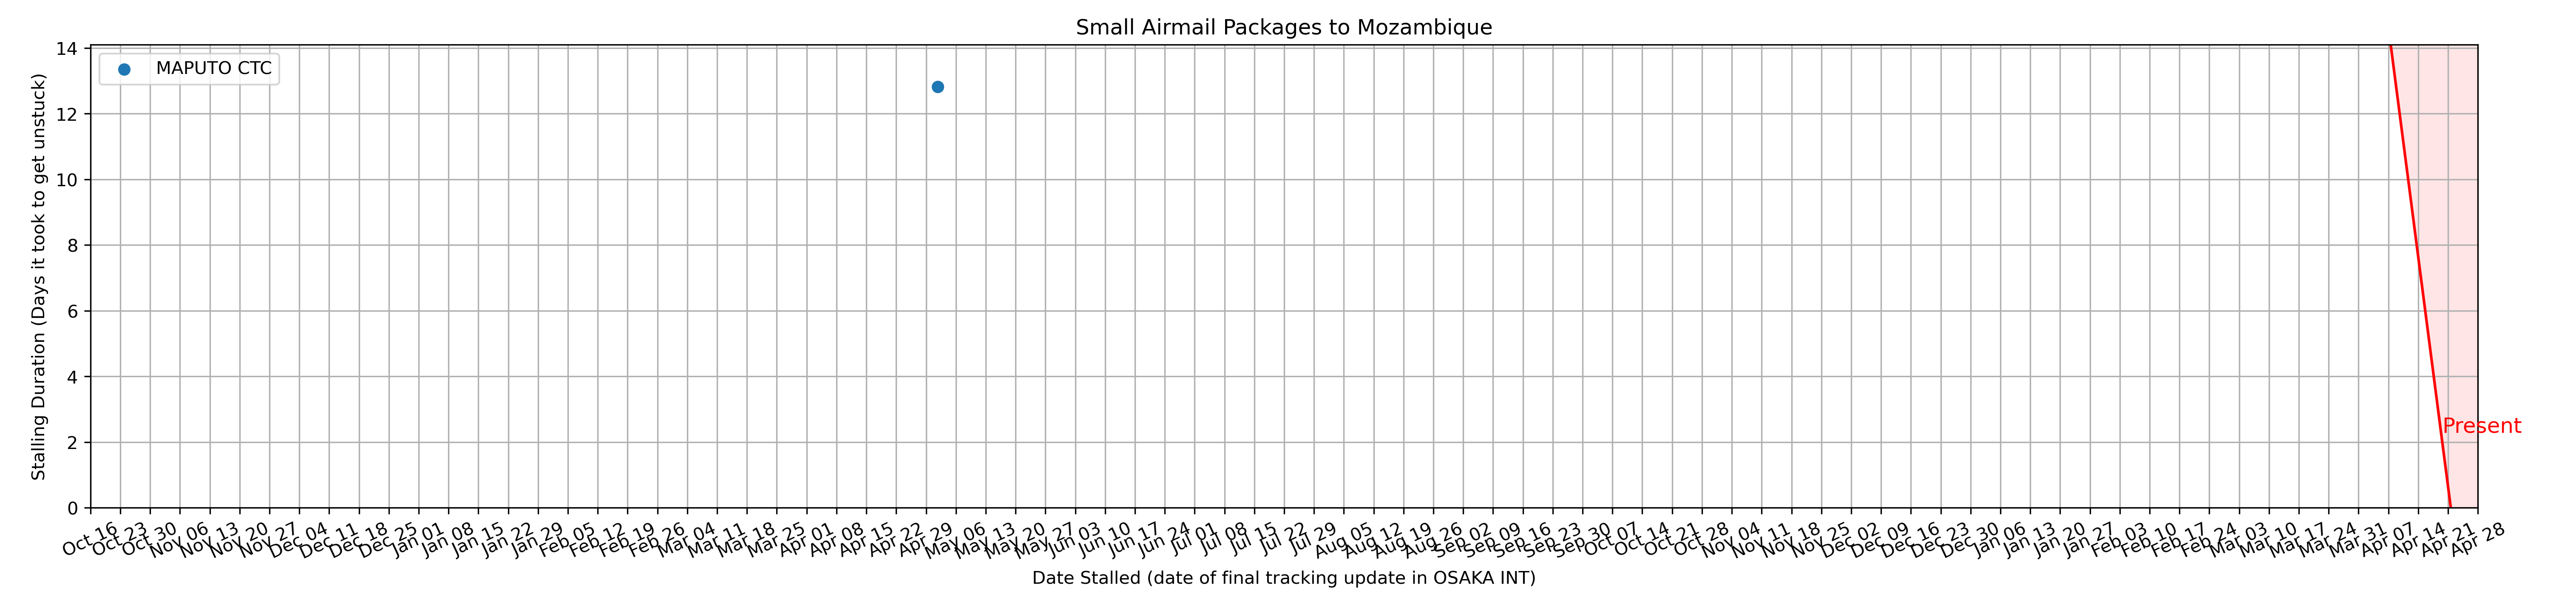 Small Airmail Packages to Mozambique
MAPUTO CTC
Stalling Duration (Days it took to get unstuck)
14
12
10
8
6
4
2
0
Present
Oct 16
Oct 23
Oct 30
Nov 06
Nov 13
Nov 20
Nov 27
Dec 04
Dec 11
Dec 18
Dec 25
Jan 01
Jan 08
Jan 15
Jan 22
Jan 29
Feb 05
Feb 12
Feb 19
Feb 26
Mar 04
Mar 11
Mar 18
Mar 25
Apr 01
Apr 08
Apr 15
Apr 22
Apr 29
May 06
May 13
May 20
May 27
Jun 03
Jun 10
Jun 17
Jun 24
Jul 01
Jul 08
Jul 15
Jul 22
Jul 29
Aug 05
Aug 12
Aug 19
Aug 26
Sep 02
Sep 09
Sep 16
Sep 23
Sep 30
Oct 07
Oct 14
Oct 21
Oct 28
Nov 04
Nov 11
Nov 18
Nov 25
Dec 02
Dec 09
Dec 16
Dec 23
Dec 30
Jan 06
Jan 13
Jan 20
Jan 27
Feb 03
Feb 10
Feb 17
Feb 24
Mar 03
Mar 10
Mar 17
Mar 24
Mar 31
Apr 07
Apr 14
Apr 21
Apr 28
Date Stalled (date of final tracking update in OSAKA INT)